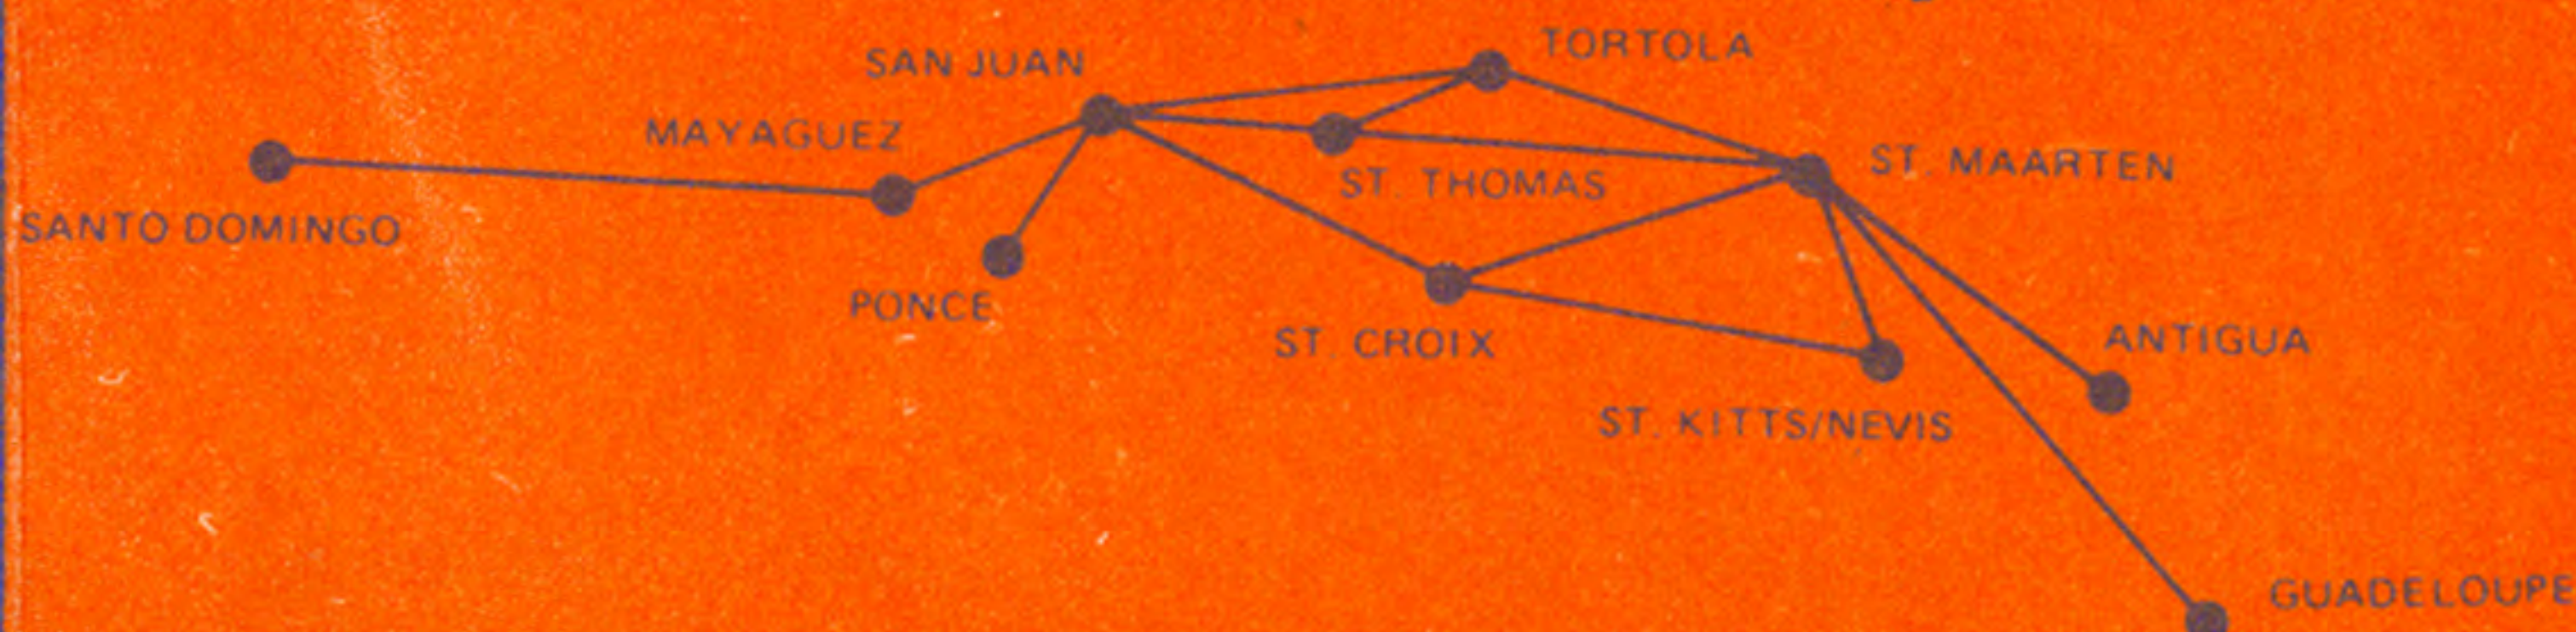 TORTOLA
SAN JUAN
MAYAGUEZ
ST. MAARTEN
ST. THOMAS
SANTO DOMINGO
PONCE
ST. CROIX
ANTIGUA
ST. KITTS/NEVIS
GUADELOUPE